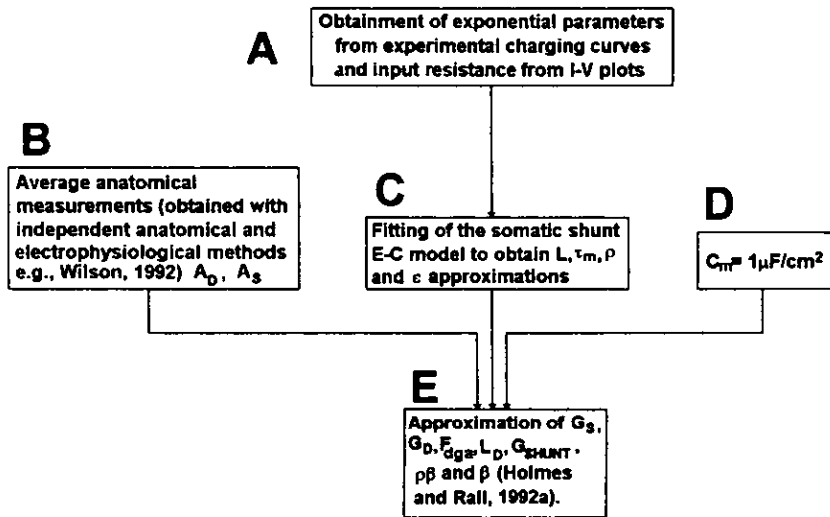 A
Obtainment of exponential parameters
from experimental charging curves
and input resistance from I-V plots
B
Average anatomical
measurements (obtained with
independent anatomical and
electrophysiological methods
e.g., Wilson, 1992) A_D, A_S
C
Fitting of the somatic shunt
E-C model to obtain L, τ_m, ρ
and ε approximations
D
C_m= 1μF/cm²
E
Approximation of G_S,
G_D, F_dga, L_D, G_SHUNT,
ρβ and β (Holmes
and Rall, 1992a).